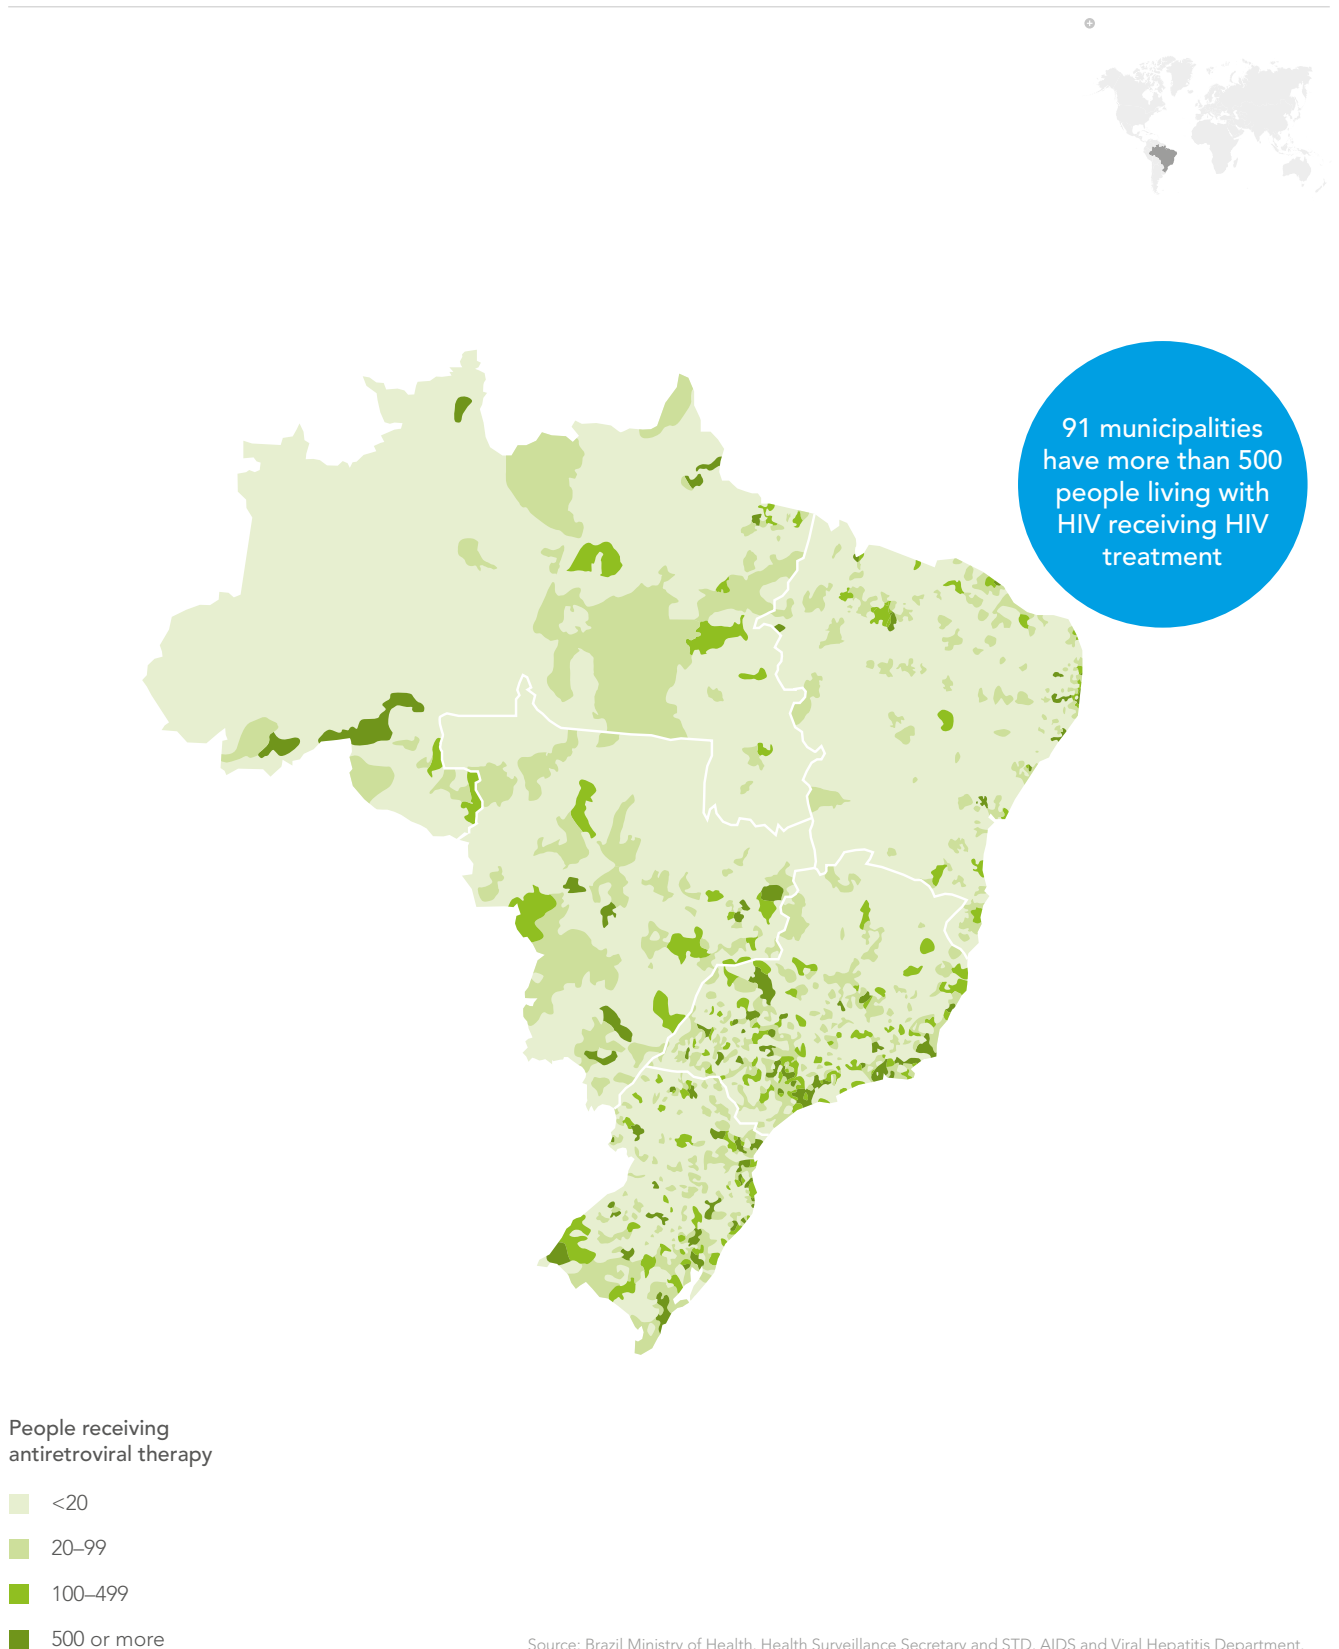 91 municipalities
have more than 500
people living with
HIV receiving HIV
treatment
People receiving
antiretroviral therapy
<20
20–99
100–499
500 or more
Source: Brazil Ministry of Health, Health Surveillance Secretary and STD, AIDS and Viral Hepatitis Department.